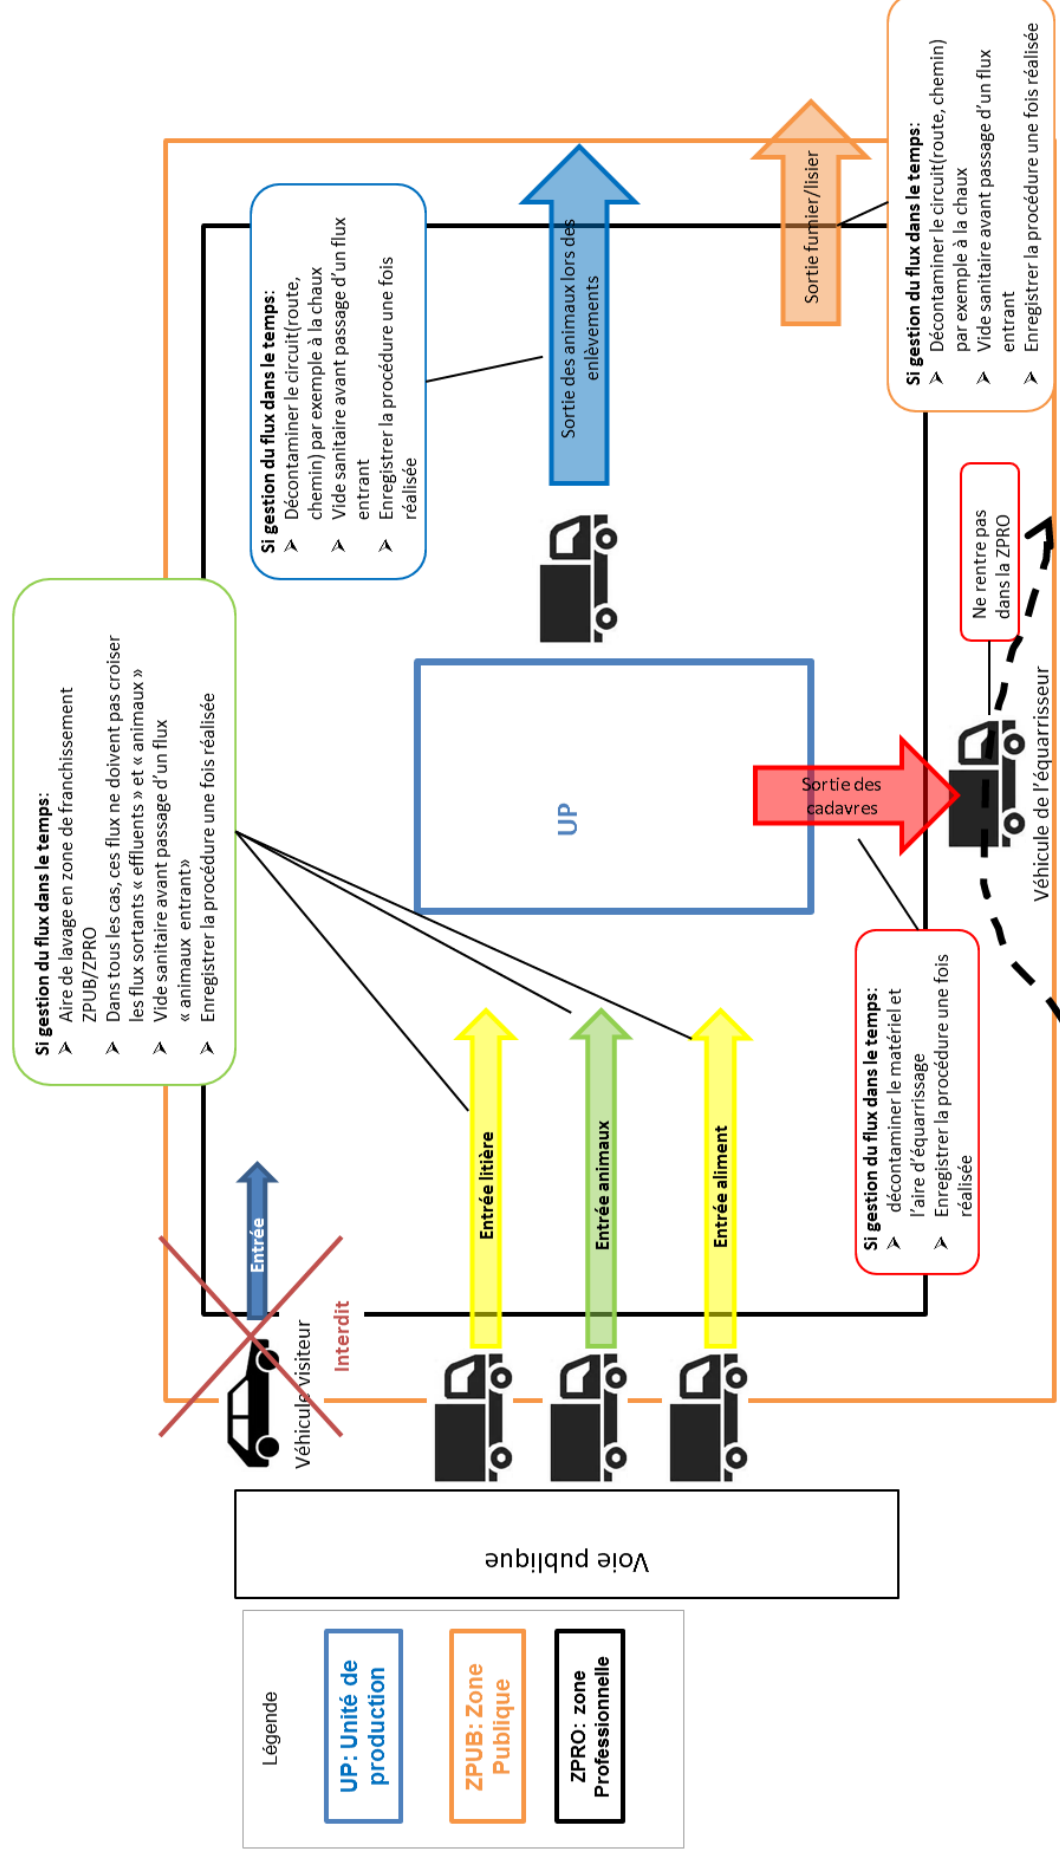 Si gestion du flux dans le temps:
➢ Aire de lavage en zone de franchissement
ZPUB/ZPRO
➢ Dans tous les cas, ces flux ne doivent pas croiser
les flux sortants « effluents » et « animaux »
➢ Vide sanitaire avant passage d’un flux
« animaux  entrant»
➢ Enregistrer la procédure une fois réalisée
Si gestion du flux dans le temps:
➢ Décontaminer le circuit(route,
chemin) par exemple à la chaux
➢ Vide sanitaire avant passage d’un flux
entrant
➢ Enregistrer la procédure une fois
réalisée
Entrée
Véhicule visiteur
Interdit
Entrée litière
Entrée animaux
Entrée aliment
UP
Sortie des animaux lors des
enlèvements
Sortie fumier/lisier
Sortie des
cadavres
Si gestion du flux dans le temps:
➢ décontaminer le matériel et
l’aire d’équarrissage
➢ Enregistrer la procédure une fois
réalisée
Véhicule de l’équarrisseur
Ne rentre pas
dans la ZPRO
Si gestion du flux dans le temps:
➢ Décontaminer le circuit(route, chemin)
par exemple à la chaux
➢ Vide sanitaire avant passage d’un flux
entrant
➢ Enregistrer la procédure une fois réalisée
Voie publique
Légende
UP: Unité de
production
ZPUB: Zone
Publique
ZPRO: zone
Professionnelle